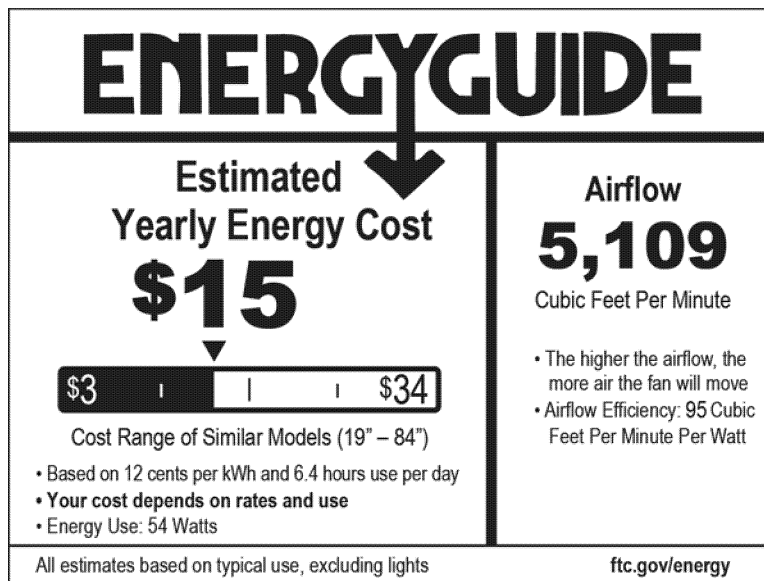 ENERGYGUIDE
Estimated
Yearly Energy Cost
$15
$3 $34
Cost Range of Similar Models (19” – 84”)
• Based on 12 cents per kWh and 6.4 hours use per day
• Your cost depends on rates and use
• Energy Use: 54 Watts
Airflow
5,109
Cubic Feet Per Minute
• The higher the airflow, the
more air the fan will move
• Airflow Efficiency: 95 Cubic
Feet Per Minute Per Watt
All estimates based on typical use, excluding lights
ftc.gov/energy